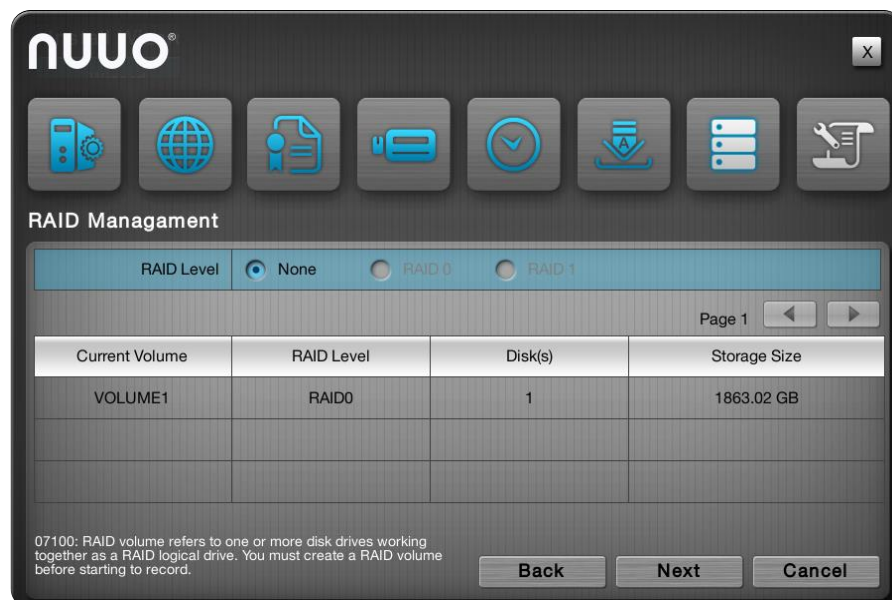 nuuo®
X
RAID Managament
RAID Level None RAID 0 RAID 1
Page 1
Current Volume RAID Level Disk(s) Storage Size
VOLUME1 RAID0 1 1863.02 GB
07100: RAID volume refers to one or more disk drives working
together as a RAID logical drive. You must create a RAID volume
before starting to record.
Back Next Cancel